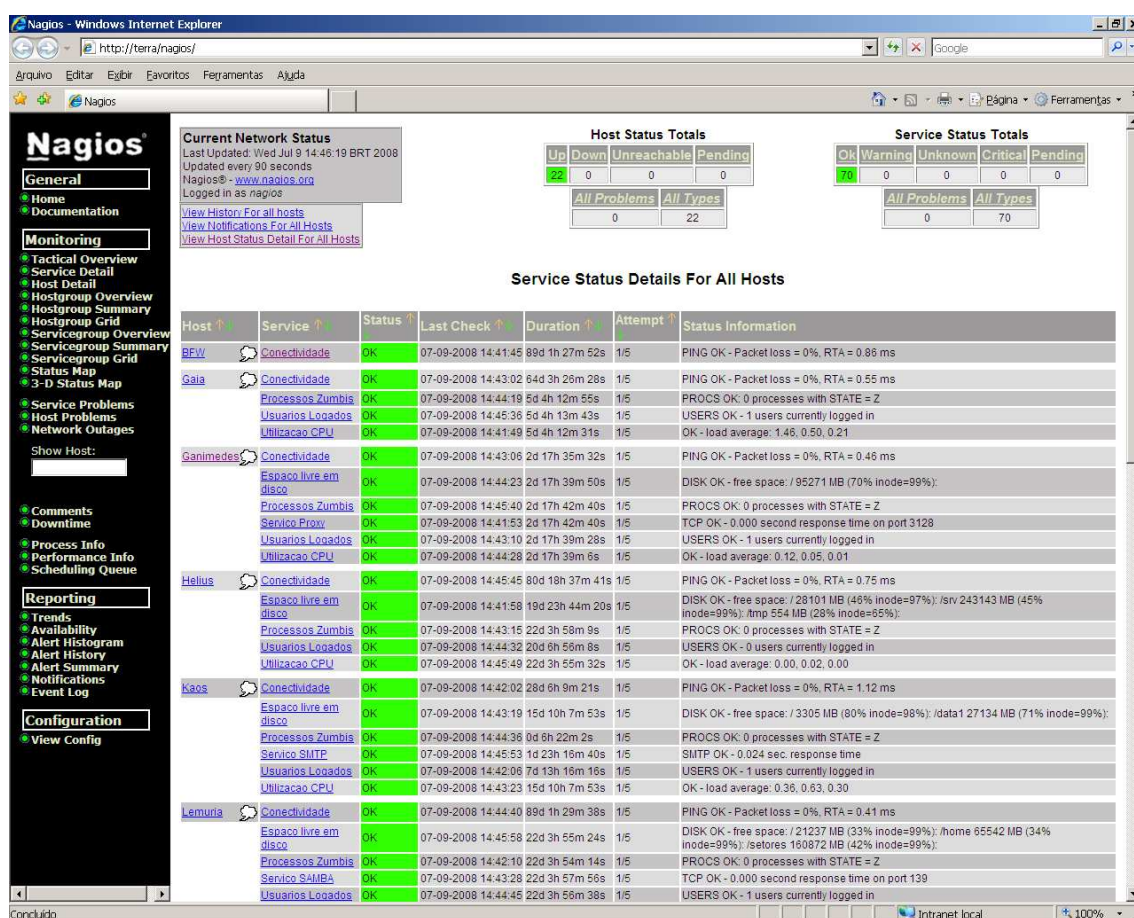 Nagios - Windows Internet Explorer
http://terra/nagios/
Google
Arquivo Editar Exibir Favoritos Ferramentas Ajuda
Nagios
Página Ferramentas
Nagios®
General
Home
Documentation
Monitoring
Tactical Overview
Service Detail
Host Detail
Hostgroup Overview
Hostgroup Summary
Hostgroup Grid
Servicegroup Overview
Servicegroup Summary
Servicegroup Grid
Status Map
3-D Status Map
Service Problems
Host Problems
Network Outages
Show Host:
Comments
Downtime
Process Info
Performance Info
Scheduling Queue
Reporting
Trends
Availability
Alert Histogram
Alert History
Alert Summary
Notifications
Event Log
Configuration
View Config
Current Network Status
Last Updated: Wed Jul 9 14:46:19 BRT 2008
Updated every 90 seconds
Nagios® - www.nagios.org
Logged in as nagios
View History For all hosts
View Notifications For All Hosts
View Host Status Detail For All Hosts
Host Status Totals
Up Down Unreachable Pending
22 0 0 0
All Problems All Types
0 22
Service Status Totals
Ok Warning Unknown Critical Pending
70 0 0 0 0
All Problems All Types
0 70
Service Status Details For All Hosts
Host Service Status Last Check Duration Attempt Status Information
BFW Conectividade OK 07-09-2008 14:41:45 89d 1h 27m 52s 1/5 PING OK - Packet loss = 0%, RTA = 0.86 ms
Gaia Conectividade OK 07-09-2008 14:43:02 64d 3h 26m 28s 1/5 PING OK - Packet loss = 0%, RTA = 0.55 ms
Processos Zumbis OK 07-09-2008 14:44:19 5d 4h 12m 55s 1/5 PROCS OK: 0 processes with STATE = Z
Usuarios Logados OK 07-09-2008 14:45:36 5d 4h 13m 43s 1/5 USERS OK - 1 users currently logged in
Utilizacao CPU OK 07-09-2008 14:41:49 5d 4h 12m 31s 1/5 OK - load average: 1.46, 0.50, 0.21
Ganimedes Conectividade OK 07-09-2008 14:43:06 2d 17h 35m 32s 1/5 PING OK - Packet loss = 0%, RTA = 0.46 ms
Espaco livre em disco OK 07-09-2008 14:44:23 2d 17h 39m 50s 1/5 DISK OK - free space: / 95271 MB (70% inode=99%):
Processos Zumbis OK 07-09-2008 14:45:40 2d 17h 42m 40s 1/5 PROCS OK: 0 processes with STATE = Z
Servico Proxy OK 07-09-2008 14:41:53 2d 17h 42m 40s 1/5 TCP OK - 0.000 second response time on port 3128
Usuarios Logados OK 07-09-2008 14:43:10 2d 17h 39m 28s 1/5 USERS OK - 1 users currently logged in
Utilizacao CPU OK 07-09-2008 14:44:28 2d 17h 39m 6s 1/5 OK - load average: 0.12, 0.05, 0.01
Helius Conectividade OK 07-09-2008 14:45:45 80d 18h 37m 41s 1/5 PING OK - Packet loss = 0%, RTA = 0.75 ms
Espaco livre em disco OK 07-09-2008 14:41:58 19d 23h 44m 20s 1/5 DISK OK - free space: / 28101 MB (46% inode=97%): /srv 243143 MB (45% inode=99%): /tmp 554 MB (28% inode=65%):
Processos Zumbis OK 07-09-2008 14:43:15 22d 3h 58m 9s 1/5 PROCS OK: 0 processes with STATE = Z
Usuarios Logados OK 07-09-2008 14:44:32 20d 6h 56m 8s 1/5 USERS OK - 0 users currently logged in
Utilizacao CPU OK 07-09-2008 14:45:49 22d 3h 55m 32s 1/5 OK - load average: 0.00, 0.02, 0.00
Kaos Conectividade OK 07-09-2008 14:42:02 28d 6h 9m 21s 1/5 PING OK - Packet loss = 0%, RTA = 1.12 ms
Espaco livre em disco OK 07-09-2008 14:43:19 15d 10h 7m 53s 1/5 DISK OK - free space: / 3305 MB (80% inode=98%): /data1 27134 MB (71% inode=99%):
Processos Zumbis OK 07-09-2008 14:44:36 0d 6h 22m 2s 1/5 PROCS OK: 0 processes with STATE = Z
Servico SMTP OK 07-09-2008 14:45:53 1d 23h 16m 40s 1/5 SMTP OK - 0.024 sec. response time
Usuarios Logados OK 07-09-2008 14:42:06 7d 13h 16m 16s 1/5 USERS OK - 1 users currently logged in
Utilizacao CPU OK 07-09-2008 14:43:23 15d 10h 7m 53s 1/5 OK - load average: 0.36, 0.63, 0.30
Lemuria Conectividade OK 07-09-2008 14:44:40 89d 1h 29m 38s 1/5 PING OK - Packet loss = 0%, RTA = 0.41 ms
Espaco livre em disco OK 07-09-2008 14:45:58 22d 3h 55m 24s 1/5 DISK OK - free space: / 21237 MB (33% inode=99%): /home 65542 MB (34% inode=99%): /setores 160872 MB (42% inode=99%):
Processos Zumbis OK 07-09-2008 14:42:10 22d 3h 54m 14s 1/5 PROCS OK: 0 processes with STATE = Z
Servico SAMBA OK 07-09-2008 14:43:28 22d 3h 57m 56s 1/5 TCP OK - 0.000 second response time on port 139
Usuarios Logados OK 07-09-2008 14:44:45 22d 3h 56m 38s 1/5 USERS OK - 1 users currently logged in
Concluído Intranet local 100%